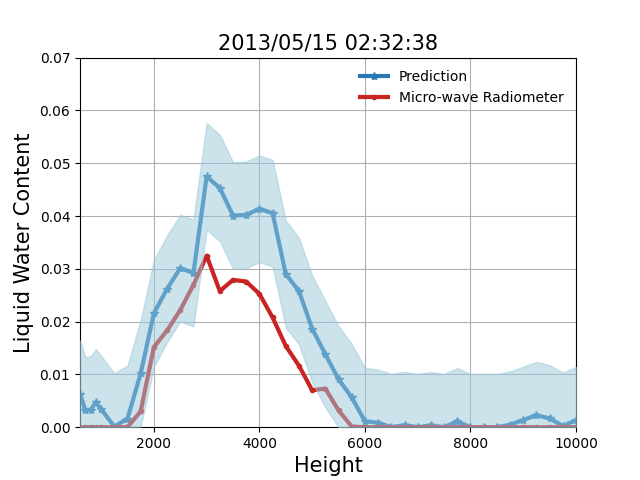 2013/05/15 02:32:38
Prediction
Micro-wave Radiometer
Liquid Water Content
0.07
0.06
0.05
0.04
0.03
0.02
0.01
0.00
2000 4000 6000 8000 10000
Height